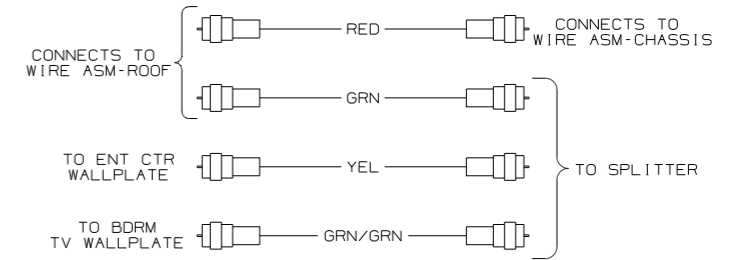 RED
CONNECTS TO
WIRE ASM-CHASSIS
CONNECTS TO
WIRE ASM-ROOF
GRN
TO ENT CTR
WALLPLATE
YEL
TO SPLITTER
TO BDRM
TV WALLPLATE
GRN/GRN